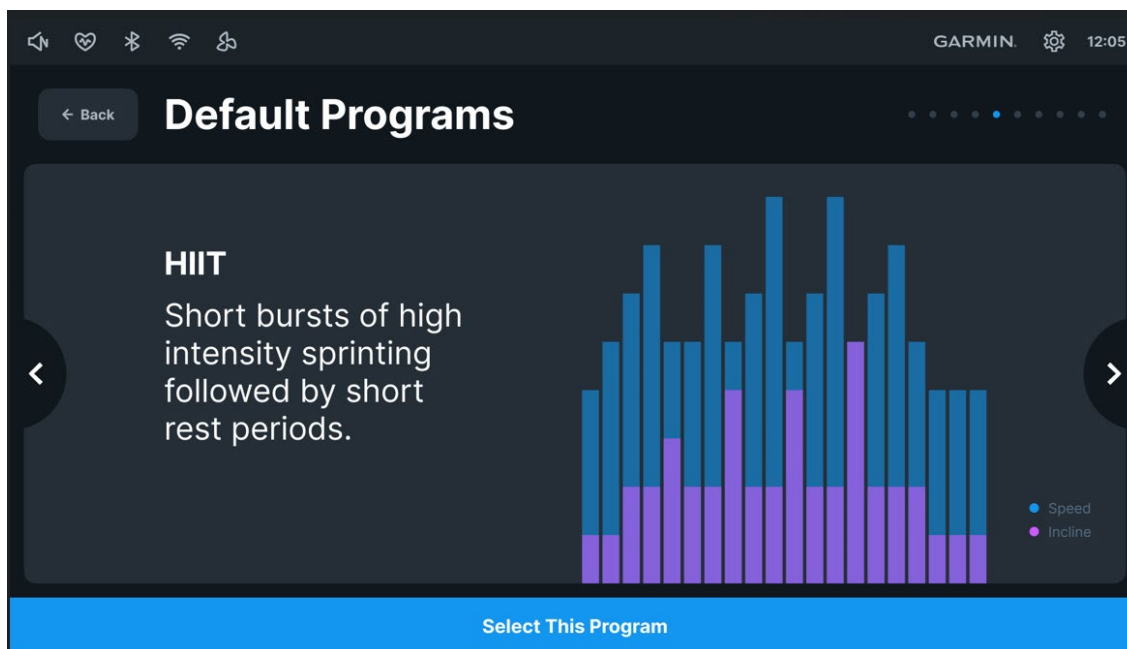 GARMIN.
12:05
← Back
Default Programs
HIIT
Short bursts of high
intensity sprinting
followed by short
rest periods.
Speed
Incline
Select This Program